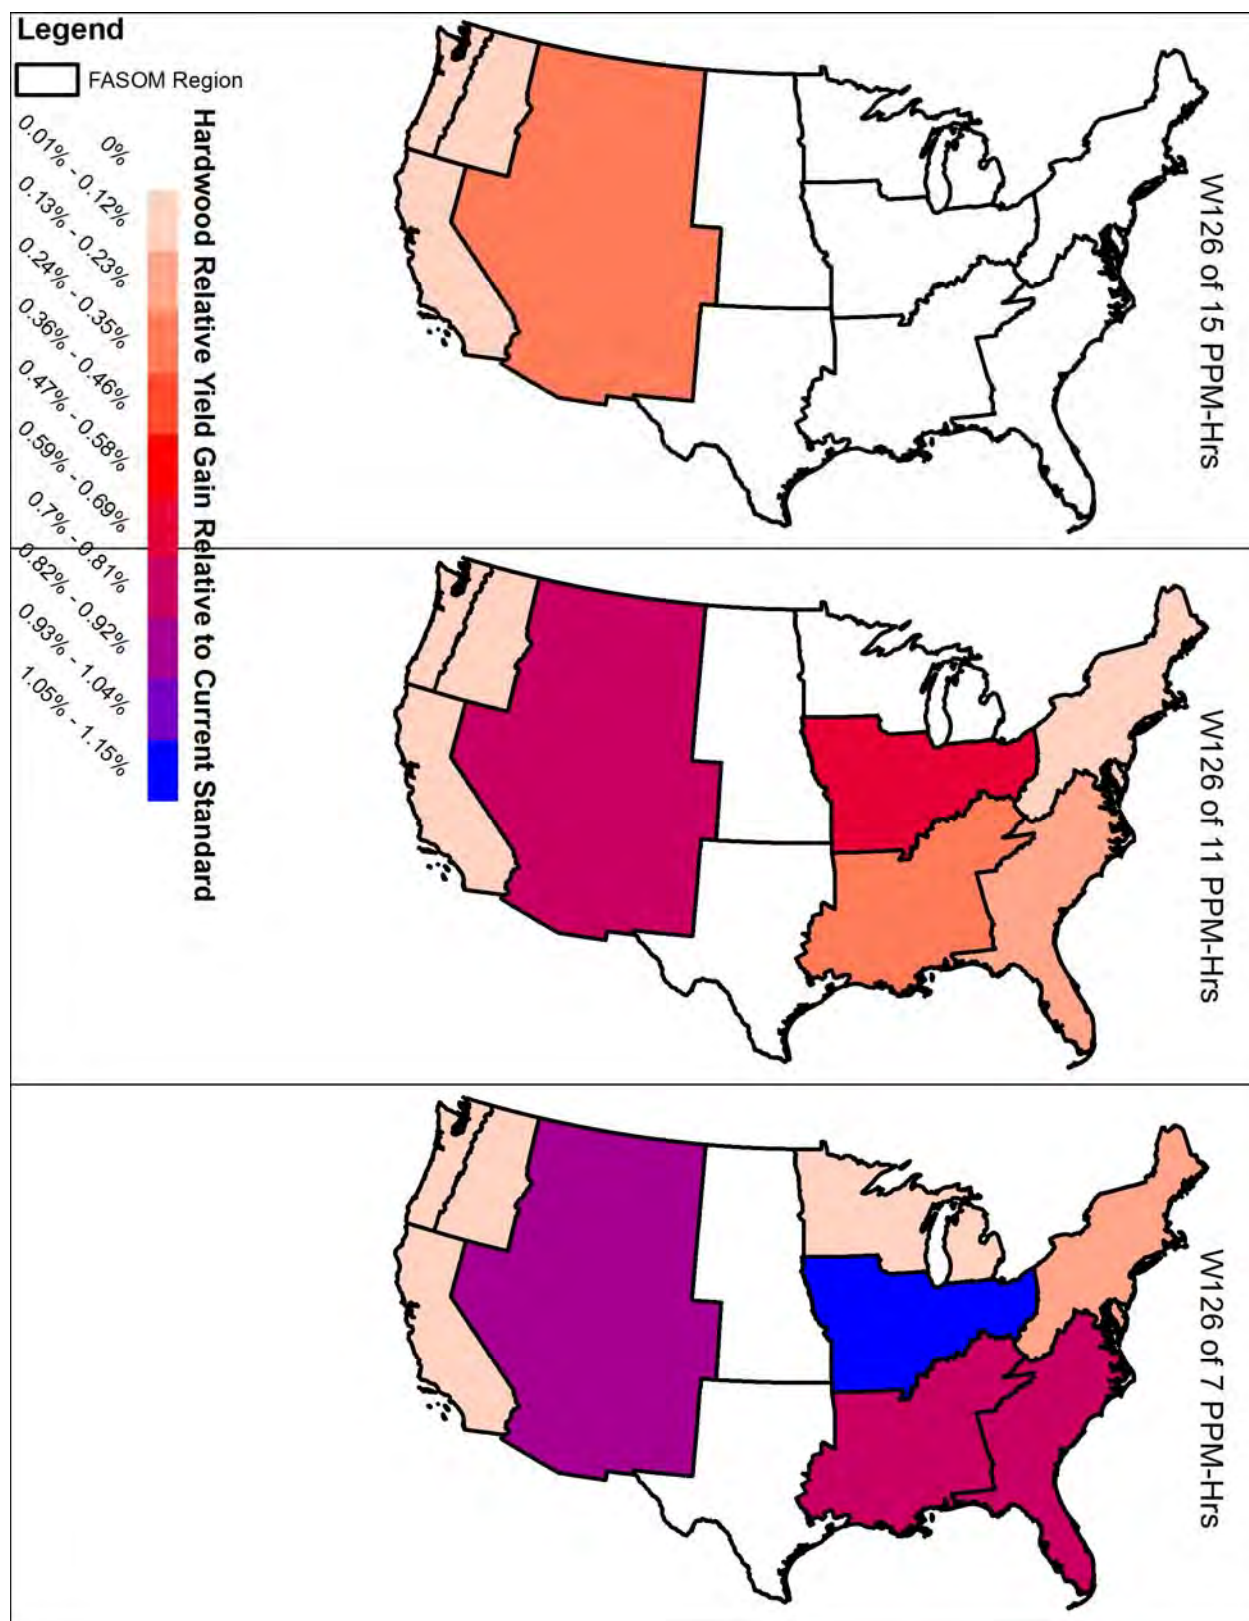 Legend
FASOM Region
Hardwood Relative Yield Gain Relative to Current Standard
0%
0.01% - 0.12%
0.13% - 0.23%
0.24% - 0.35%
0.36% - 0.46%
0.47% - 0.58%
0.59% - 0.69%
0.7% - 0.81%
0.82% - 0.92%
0.93% - 1.04%
1.05% - 1.15%
W126 of 15 PPM-Hrs
W126 of 11 PPM-Hrs
W126 of 7 PPM-Hrs